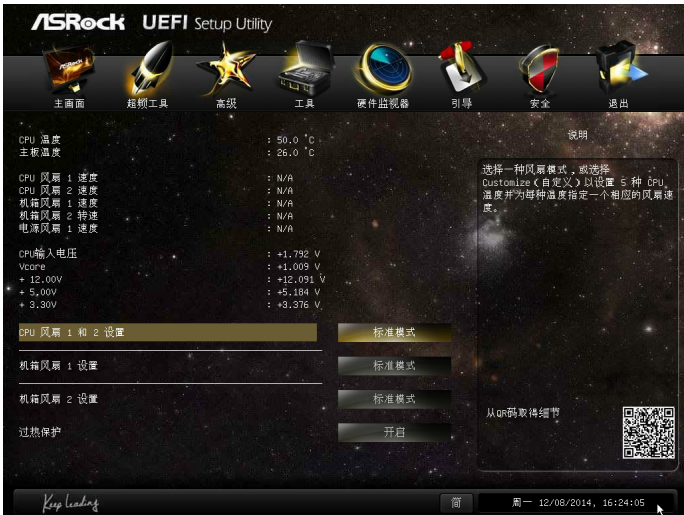 ASRock UEFI Setup Utility
ASRock
主画面 超频工具 高级 工具 硬件监视器 引导 安全 退出
CPU 温度 : 50.0 °C
主板温度 : 26.0 °C
CPU 风扇 1 速度 : N/A
CPU 风扇 2 速度 : N/A
机箱风扇 1 速度 : N/A
机箱风扇 2 转速 : N/A
电源风扇 1 速度 : N/A
CPU输入电压 : +1.792 V
Vcore : +1.009 V
+ 12.00V : +12.091 V
+ 5.00V : +5.184 V
+ 3.30V : +3.376 V
CPU 风扇 1 和 2 设置 标准模式
机箱风扇 1 设置 标准模式
机箱风扇 2 设置 标准模式
过热保护 开启
说明
选择一种风扇模式，或选择
Customize（自定义）以设置 5 种 CPU
温度并为每种温度指定一个相应的风扇速
度。
从QR码取得细节
Keep Leading
简
周一 12/08/2014, 16:24:05